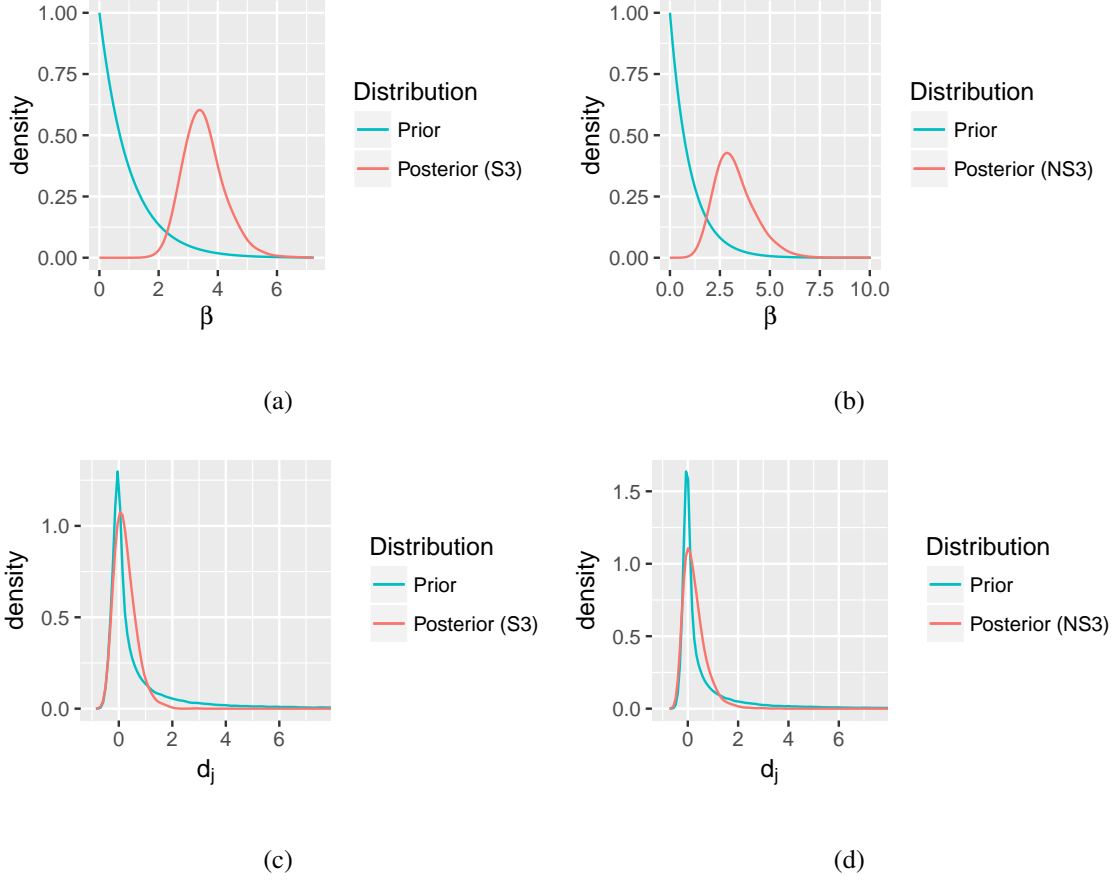 1.00
0.75
0.50
0.25
0.00
density
0 2 4 6
β
Distribution
Prior
Posterior (S3)
(a)
1.00
0.75
0.50
0.25
0.00
density
0.0 2.5 5.0 7.5 10.0
β
Distribution
Prior
Posterior (NS3)
(b)
1.0
0.5
0.0
density
0 2 4 6
dj
Distribution
Prior
Posterior (S3)
(c)
1.5
1.0
0.5
0.0
density
0 2 4 6
dj
Distribution
Prior
Posterior (NS3)
(d)